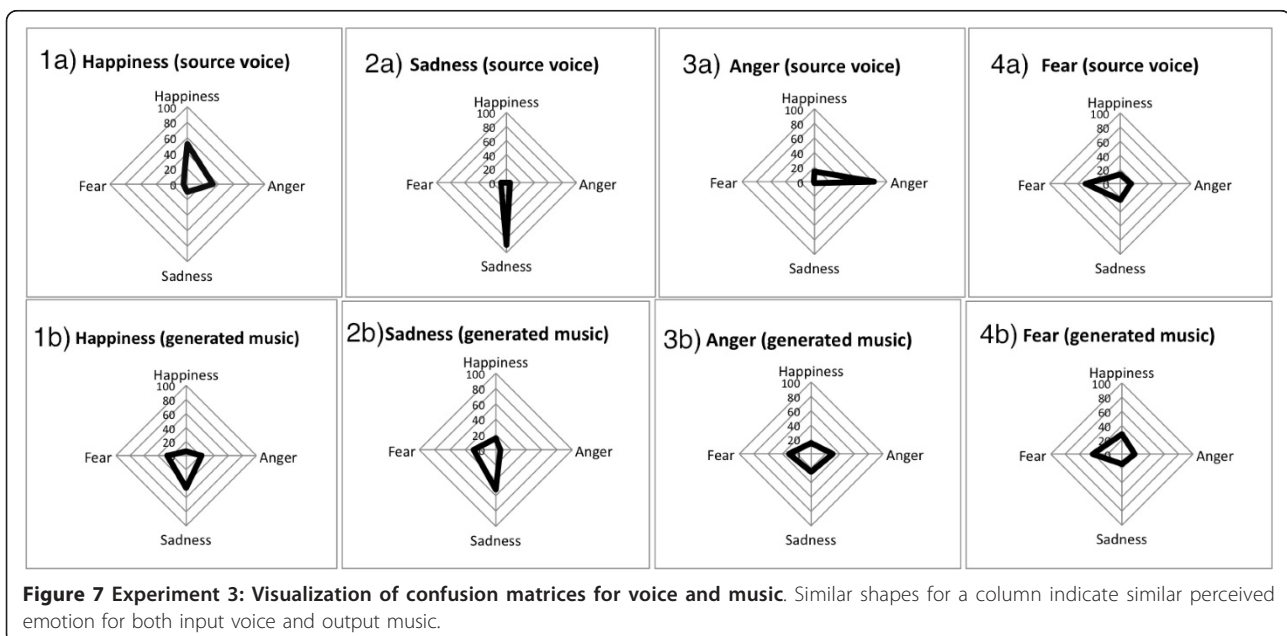 1a) Happiness (source voice)
Happiness
100
80
60
40
20
0
Fear
Anger
Sadness
2a) Sadness (source voice)
Happiness
100
80
60
40
20
0
Fear
Anger
Sadness
3a) Anger (source voice)
Happiness
100
80
60
40
20
0
Fear
Anger
Sadness
4a) Fear (source voice)
Happiness
100
80
60
40
20
0
Fear
Anger
Sadness
1b) Happiness (generated music)
Happiness
100
80
60
40
20
0
Fear
Anger
Sadness
2b) Sadness (generated music)
Happiness
100
80
60
40
20
0
Fear
Anger
Sadness
3b) Anger (generated music)
Happiness
100
80
60
40
20
0
Fear
Anger
Sadness
4b) Fear (generated music)
Happiness
100
80
60
40
20
0
Fear
Anger
Sadness
Figure 7 Experiment 3: Visualization of confusion matrices for voice and music. Similar shapes for a column indicate similar perceived
emotion for both input voice and output music.